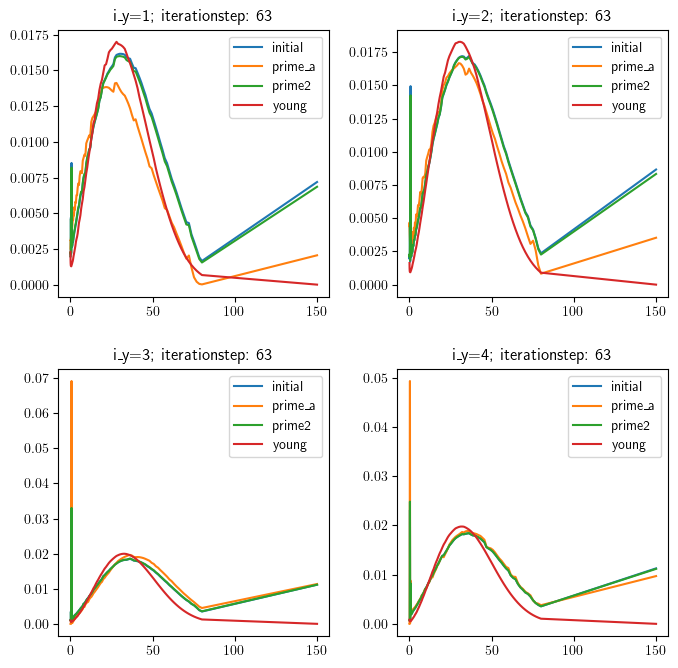 i_y=1; iterationstep: 63
0.0175
0.0150
0.0125
0.0100
0.0075
0.0050
0.0025
0.0000
0
50
100
150
initial
prime_a
prime2
young
i_y=2; iterationstep: 63
0.0175
0.0150
0.0125
0.0100
0.0075
0.0050
0.0025
0.0000
0
50
100
150
initial
prime_a
prime2
young
i_y=3; iterationstep: 63
0.07
0.06
0.05
0.04
0.03
0.02
0.01
0.00
0
50
100
150
initial
prime_a
prime2
young
i_y=4; iterationstep: 63
0.05
0.04
0.03
0.02
0.01
0.00
0
50
100
150
initial
prime_a
prime2
young